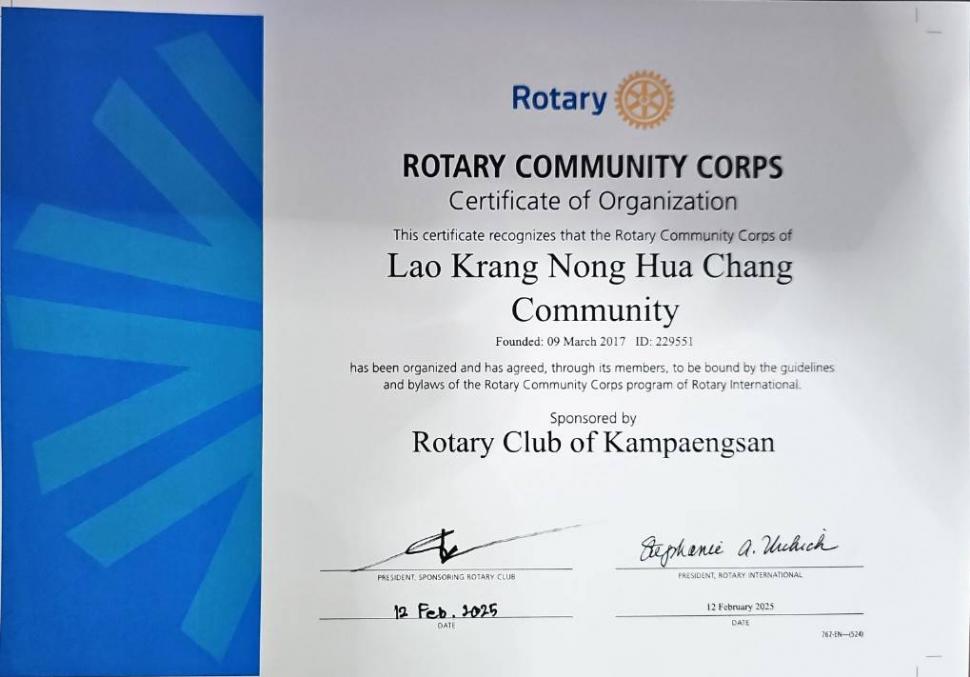 Rotary
ROTARY COMMUNITY CORPS
Certificate of Organization
This certificate recognizes that the Rotary Community Corps of
Lao Krang Nong Hua Chang
Community
Founded: 09 March 2017 ID: 229551
has been organized and has agreed, through its members, to be bound by the guidelines
and bylaws of the Rotary Community Corps program of Rotary International.
Sponsored by
Rotary Club of Kampaengsan
Stephanie A. Urchick
PRESIDENT, SPONSORING ROTARY CLUB
PRESIDENT, ROTARY INTERNATIONAL
12 Feb. 2025
12 February 2025
DATE
DATE
767-EN—(524)